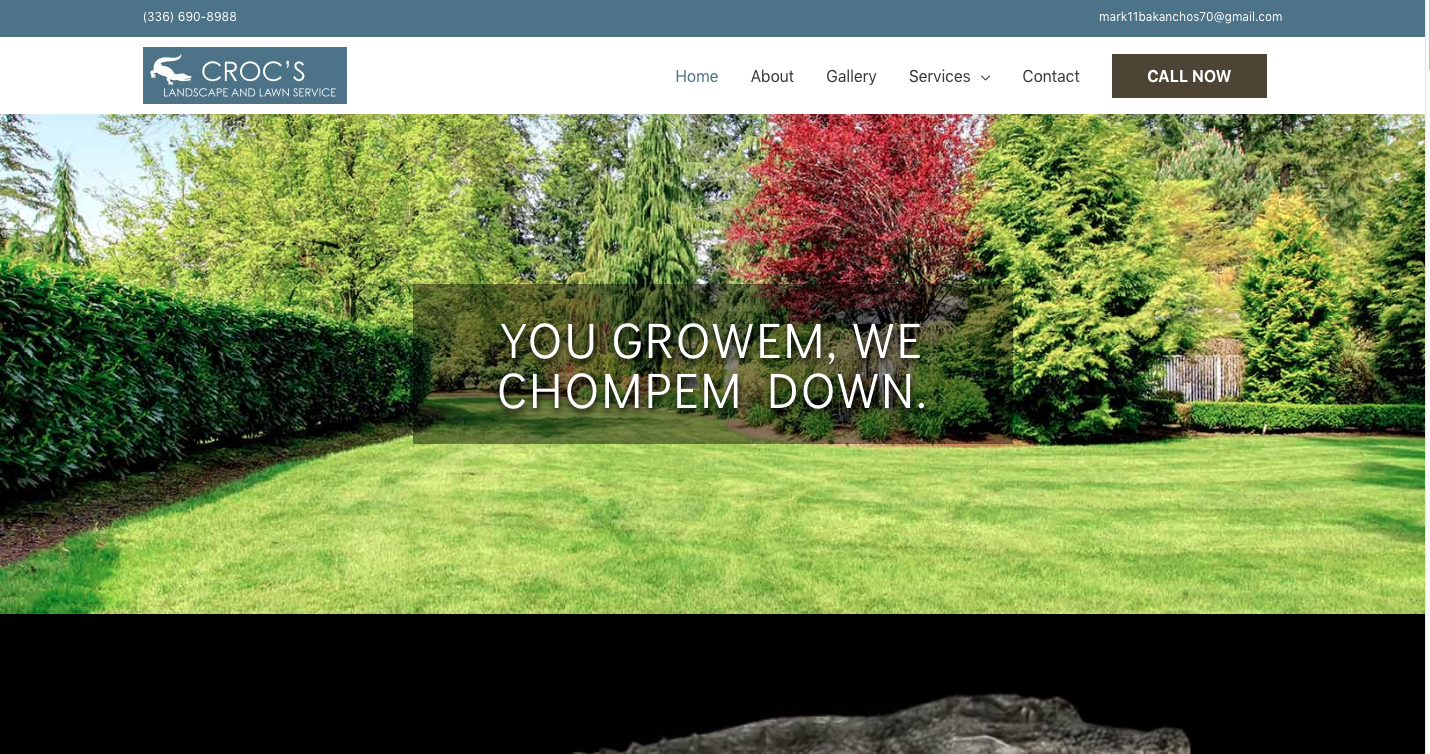 (336) 690-8988
mark11bakanchos70@gmail.com
CROC'S
LANDSCAPE AND LAWN SERVICE
Home About Gallery Services Contact CALL NOW
YOU GROWEM, WE
CHOMPEM DOWN.